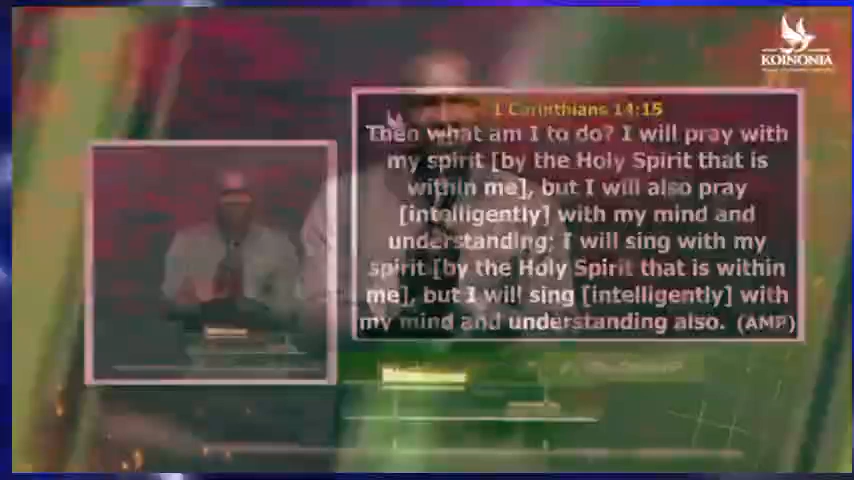 KOINONIA
1 Corinthians 14:15
Then what am I to do? I will pray with
my spirit [by the Holy Spirit that is
within me], but I will also pray
[intelligently] with my mind and
understanding; I will sing with my
spirit [by the Holy Spirit that is within
me], but I will sing [intelligently] with
my mind and understanding also. (AMP)